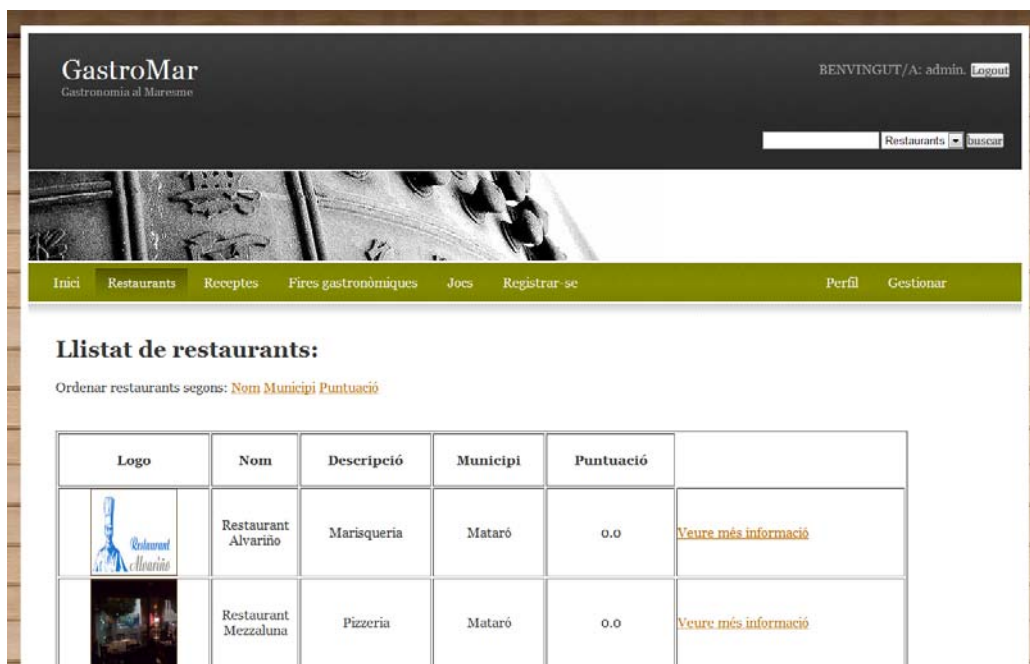 GastroMar
Gastronomia al Maresme
BENVINGUT/A: admin. Logout
Restaurants buscar
Inici Restaurants Receptes Fires gastronòmiques Jocs Registrar-se Perfil Gestionar
Llistat de restaurants:
Ordenar restaurants segons: Nom Municipi Puntuació
Logo Nom Descripció Municipi Puntuació
Restaurant
Alvariño
Restaurant
Alvariño
Marisqueria Mataró 0.0 Veure més informació
Restaurant
Mezzaluna
Pizzeria Mataró 0.0 Veure més informació